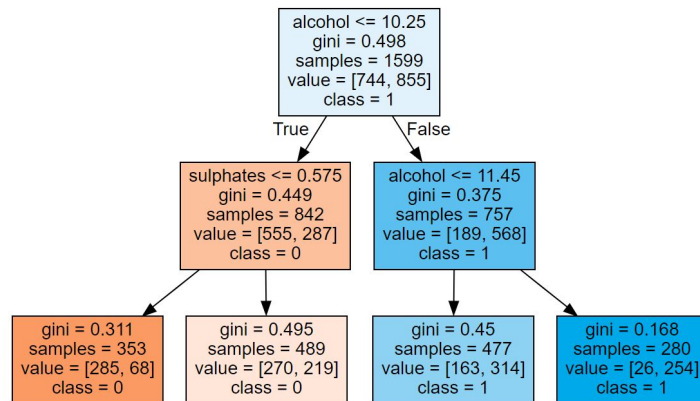 alcohol <= 10.25
gini = 0.498
samples = 1599
value = [744, 855]
class = 1
True
False
sulphates <= 0.575
gini = 0.449
samples = 842
value = [555, 287]
class = 0
alcohol <= 11.45
gini = 0.375
samples = 757
value = [189, 568]
class = 1
gini = 0.311
samples = 353
value = [285, 68]
class = 0
gini = 0.495
samples = 489
value = [270, 219]
class = 0
gini = 0.45
samples = 477
value = [163, 314]
class = 1
gini = 0.168
samples = 280
value = [26, 254]
class = 1